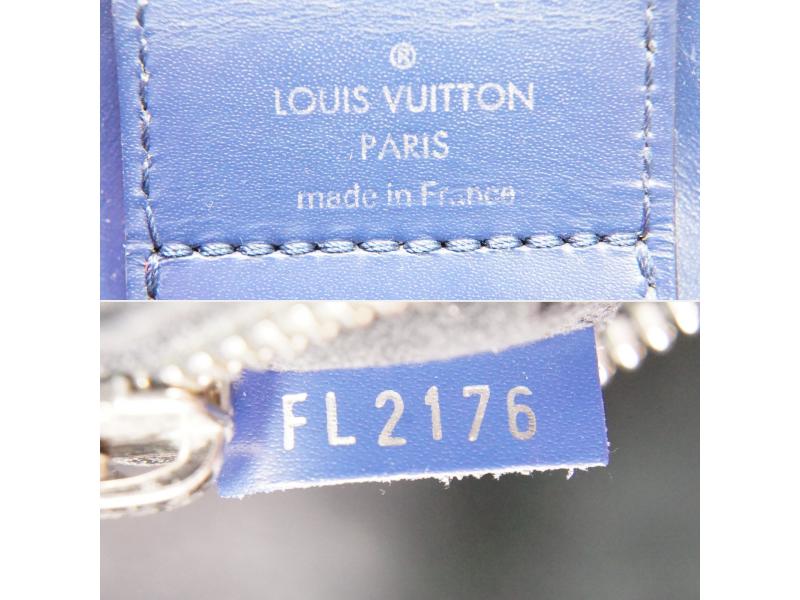 ®
LOUIS VUITTON
PARIS
made in France
FL2176